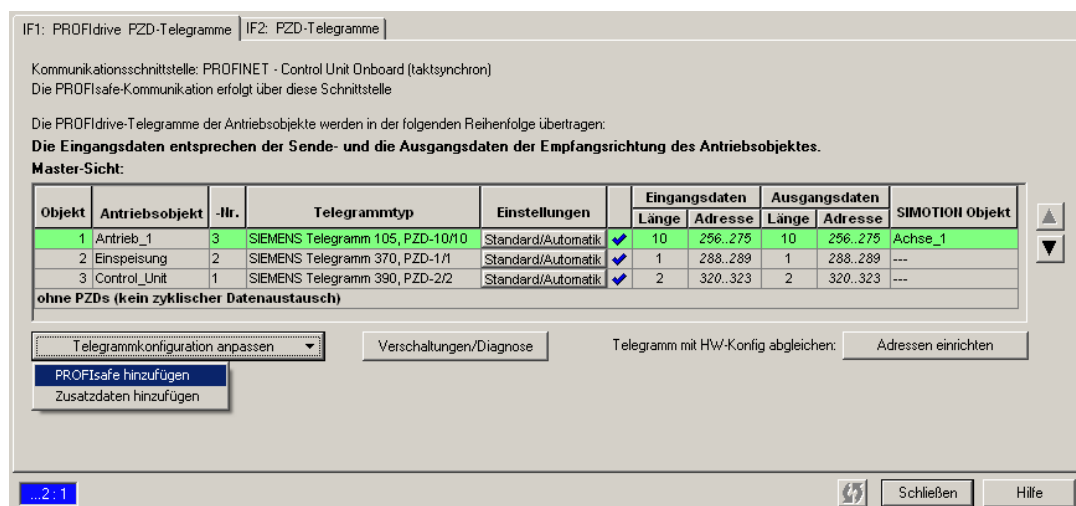 IF1: PROFIdrive PZD-Telegramme IF2: PZD-Telegramme
Kommunikationsschnittstelle: PROFINET - Control Unit Onboard (taktsynchron)
Die PROFIsafe-Kommunikation erfolgt über diese Schnittstelle
Die PROFIdrive-Telegramme der Antriebsobjekte werden in der folgenden Reihenfolge übertragen:
Die Eingangsdaten entsprechen der Sende- und die Ausgangsdaten der Empfangsrichtung des Antriebsobjektes.
Master-Sicht:
Objekt Antriebsobjekt -Nr. Telegrammtyp Einstellungen Eingangsdaten Ausgangsdaten SIMOTION Objekt
Länge Adresse Länge Adresse
1 Antrieb_1 3 SIEMENS Telegramm 105, PZD-10/10 Standard/Automatik 10 256..275 10 256..275 Achse_1
2 Einspeisung 2 SIEMENS Telegramm 370, PZD-1/1 Standard/Automatik 1 288..289 1 288..289 ---
3 Control_Unit 1 SIEMENS Telegramm 390, PZD-2/2 Standard/Automatik 2 320..323 2 320..323 ---
ohne PZDs (kein zyklischer Datenaustausch)
Telegrammkonfiguration anpassen Verschaltungen/Diagnose Telegramm mit HW-Konfig abgleichen: Adressen einrichten
PROFIsafe hinzufügen
Zusatzdaten hinzufügen
...2 : 1 Schließen Hilfe